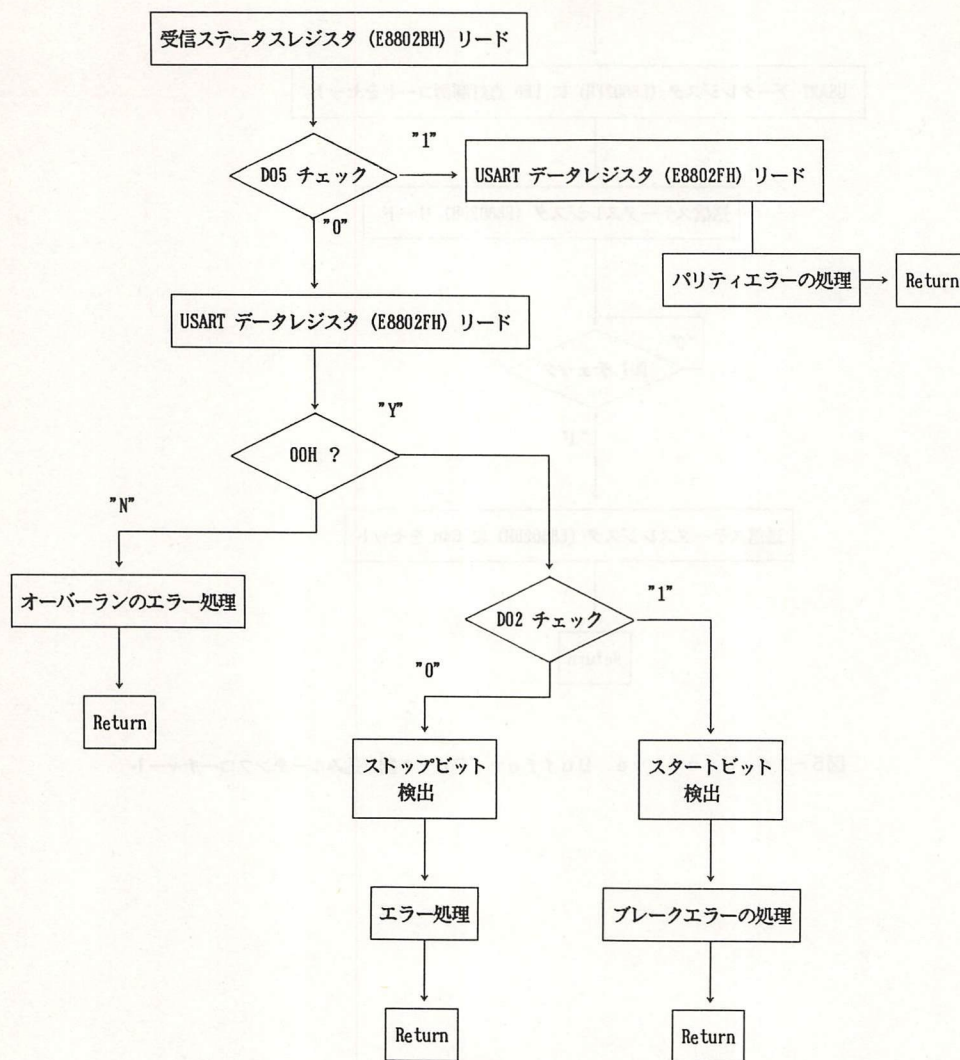 受信ステータスレジスタ (E8802BH) リード
D05 チェック
"1"
USART データレジスタ (E8802FH) リード
"0"
パリティエラーの処理
Return
USART データレジスタ (E8802FH) リード
"Y"
00H ?
"N"
オーバーランのエラー処理
D02 チェック
"1"
"0"
Return
ストップビット
検出
スタートビット
検出
エラー処理
ブレークエラーの処理
Return
Return